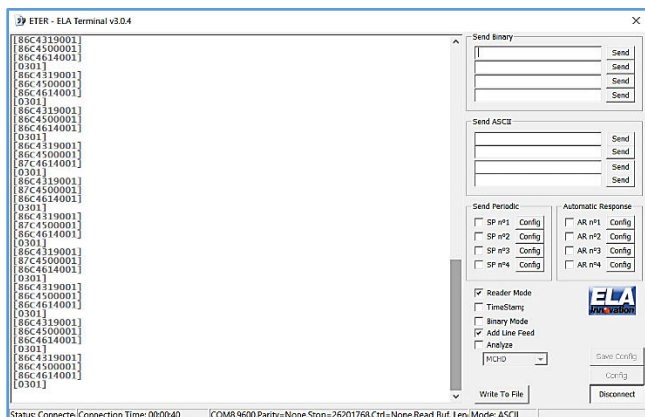 ETER - ELA Terminal v3.0.4
[86C4319001]
[86C4500001]
[86C4614001]
[0301]
[86C4319001]
[86C4500001]
[86C4614001]
[0301]
[86C4319001]
[86C4500001]
[86C4614001]
[0301]
[86C4319001]
[86C4500001]
[87C4614001]
[0301]
[86C4319001]
[87C4500001]
[86C4614001]
[0301]
[86C4319001]
[87C4500001]
[86C4614001]
[0301]
[86C4319001]
[87C4500001]
[86C4614001]
[0301]
[86C4319001]
[86C4500001]
[86C4614001]
[0301]
[86C4319001]
[86C4500001]
[86C4614001]
[0301]
[86C4319001]
[86C4500001]
[86C4614001]
[0301]
Send Binary
Send
Send
Send
Send
Send ASCII
Send
Send
Send
Send
Send Periodic
SP nº1 Config
SP nº2 Config
SP nº3 Config
SP nº4 Config
Automatic Response
AR nº1 Config
AR nº2 Config
AR nº3 Config
AR nº4 Config
Reader Mode
TimeStamp
Binary Mode
Add Line Feed
Analyze
MCHD
ELA
innovation
Save Config
Config
Write To File
Disconnect
Status: Connecte Connection Time: 00:00:40 COM8 9600 Parity=None Stop=26201768 Ctrl=None Read Buf. Len Mode: ASCII